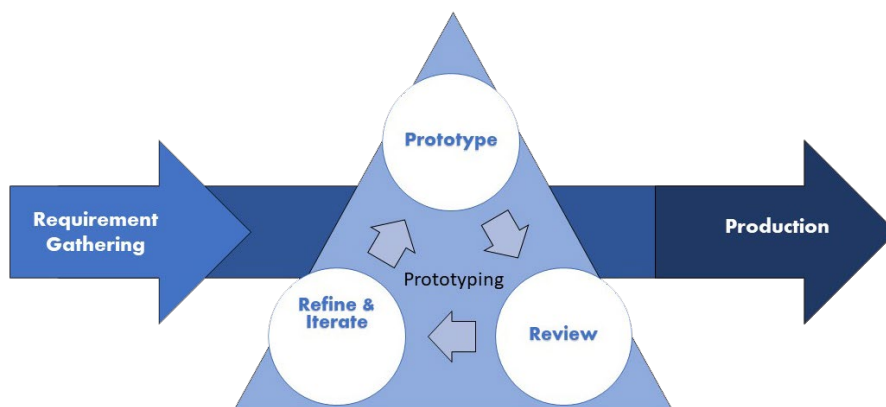 Prototype
Requirement
Gathering
Production
Prototyping
Refine &
Iterate
Review